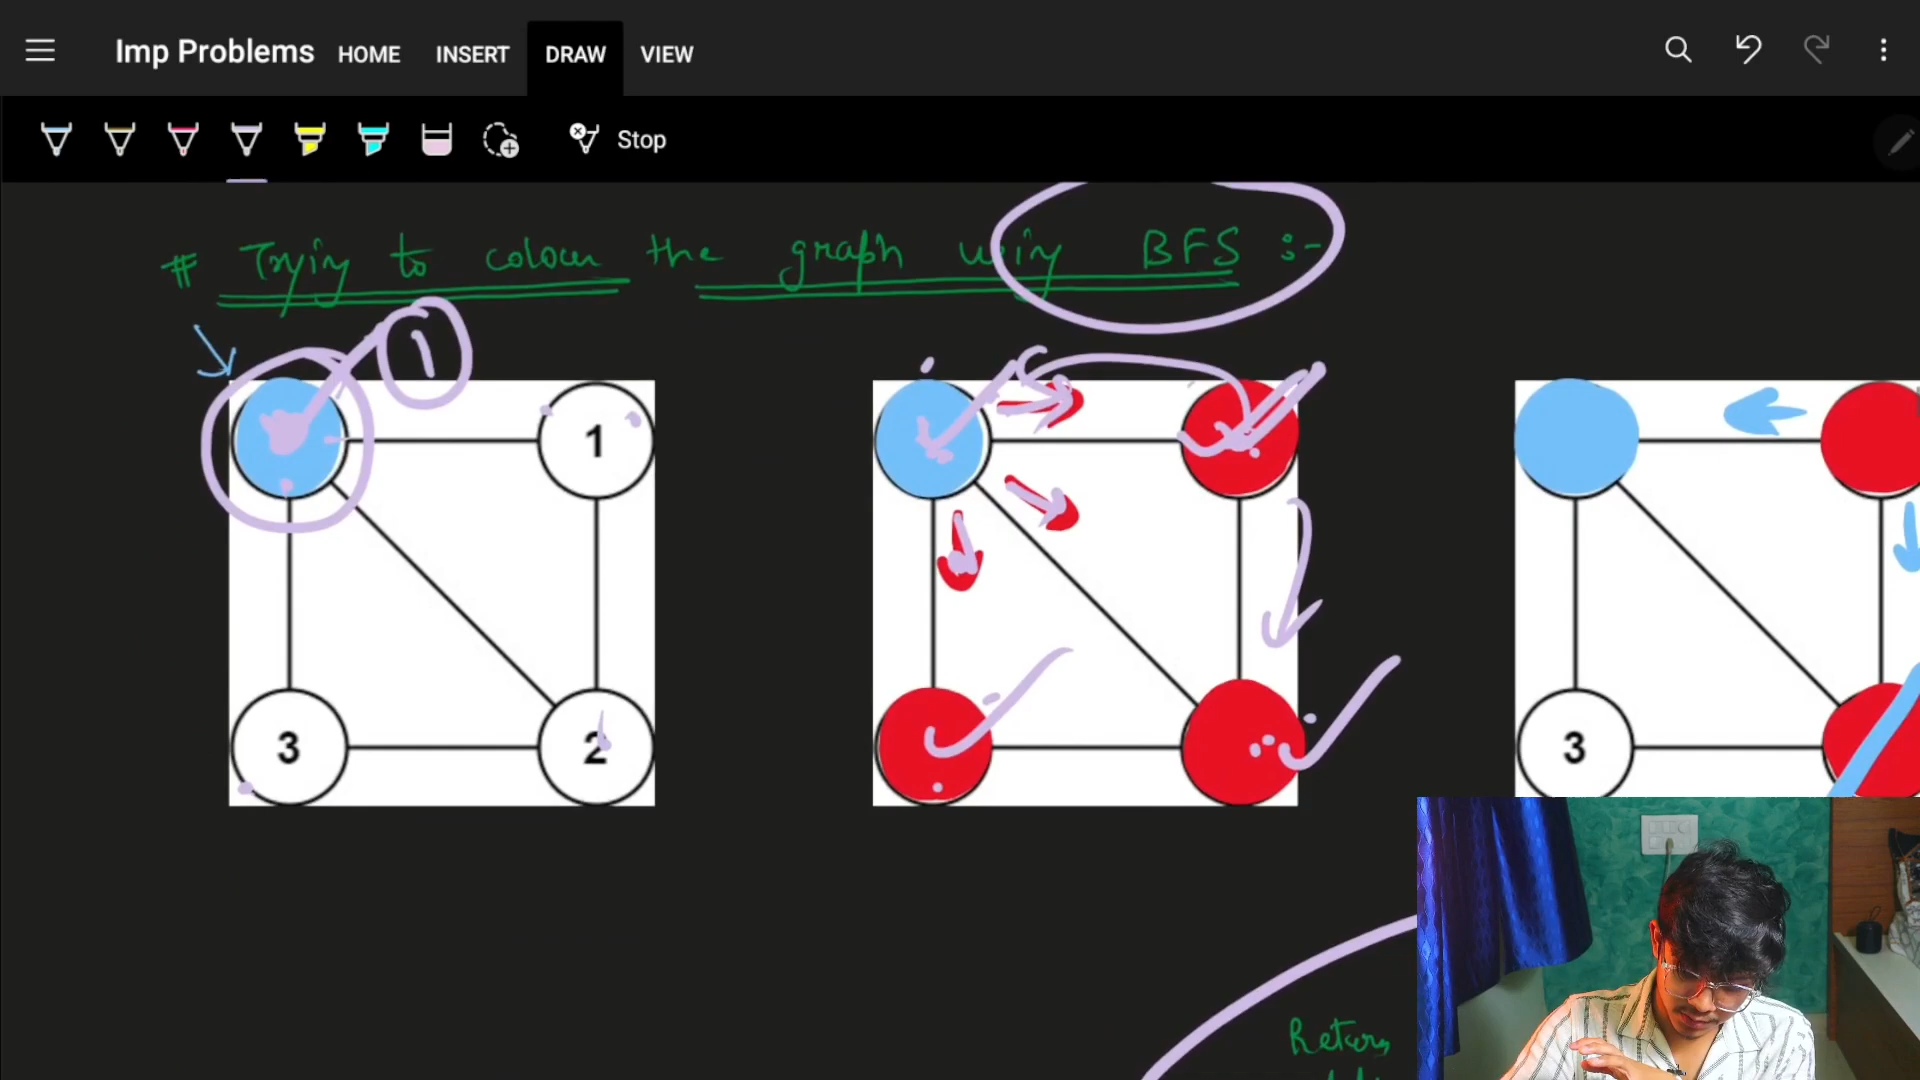 Imp Problems HOME INSERT DRAW VIEW
Stop
# Trying to colour the graph using BFS :-
1
1
3
2
3
Return